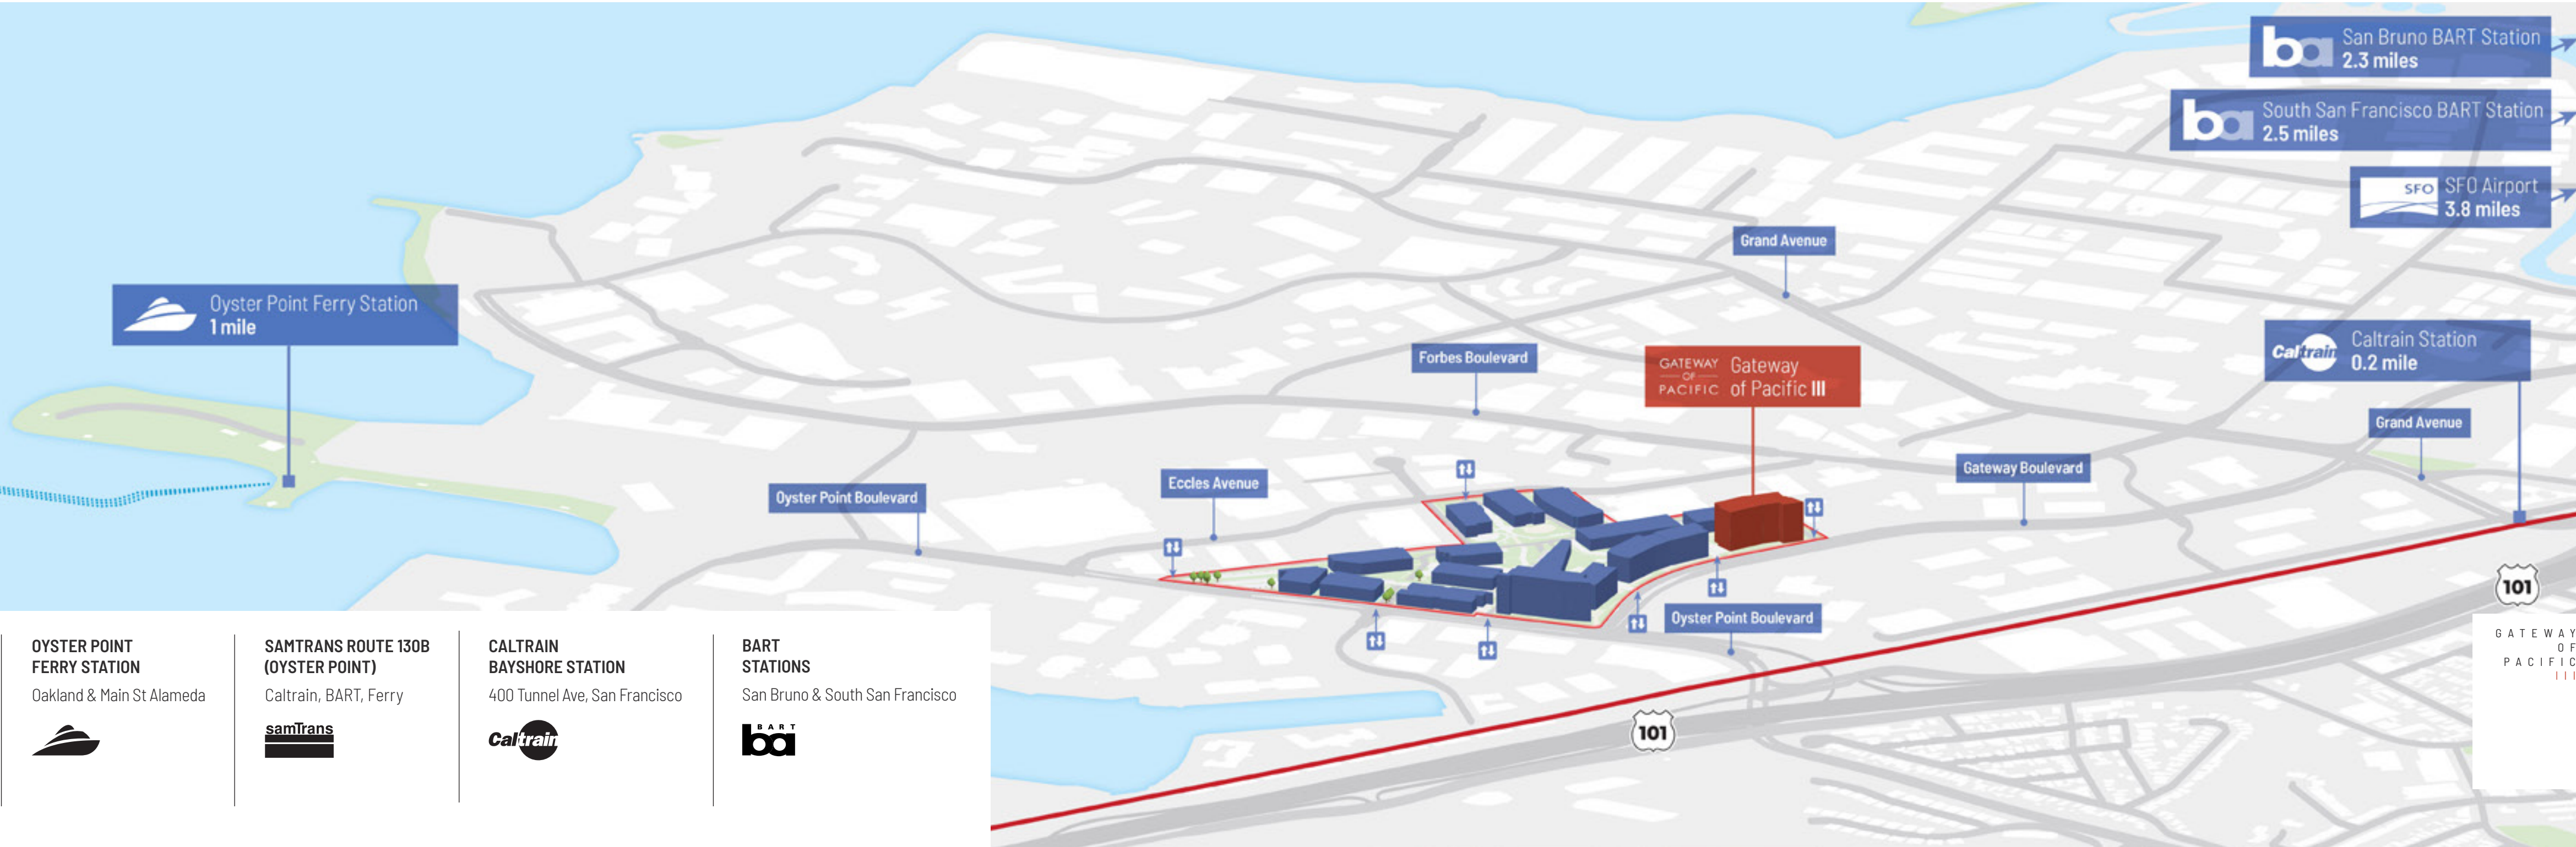 ba San Bruno BART Station
2.3 miles
ba South San Francisco BART Station
2.5 miles
SFO SFO Airport
3.8 miles
Grand Avenue
Oyster Point Ferry Station
1 mile
Forbes Boulevard
GATEWAY
OF
PACIFIC
Gateway
of Pacific III
Caltrain Caltrain Station
0.2 mile
Grand Avenue
Gateway Boulevard
Eccles Avenue
Oyster Point Boulevard
Oyster Point Boulevard
101
101
OYSTER POINT
FERRY STATION
Oakland & Main St Alameda
SAMTRANS ROUTE 130B
(OYSTER POINT)
Caltrain, BART, Ferry
samTrans
CALTRAIN
BAYSHORE STATION
400 Tunnel Ave, San Francisco
Caltrain
BART
STATIONS
San Bruno & South San Francisco
BART
ba
GATEWAY
OF
PACIFIC
III